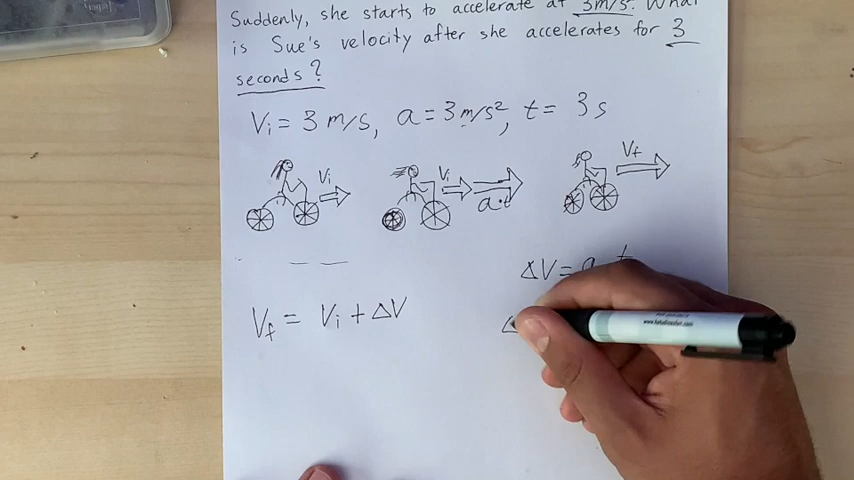 Suddenly, she starts to accelerate at 3m/s². What
is Sue's velocity after she accelerates for 3
seconds?
Vi = 3 m/s, a = 3 m/s², t = 3 s
Vi
Vi
a·t
Vf
ΔV = a t
Vf = Vi + ΔV
Δ